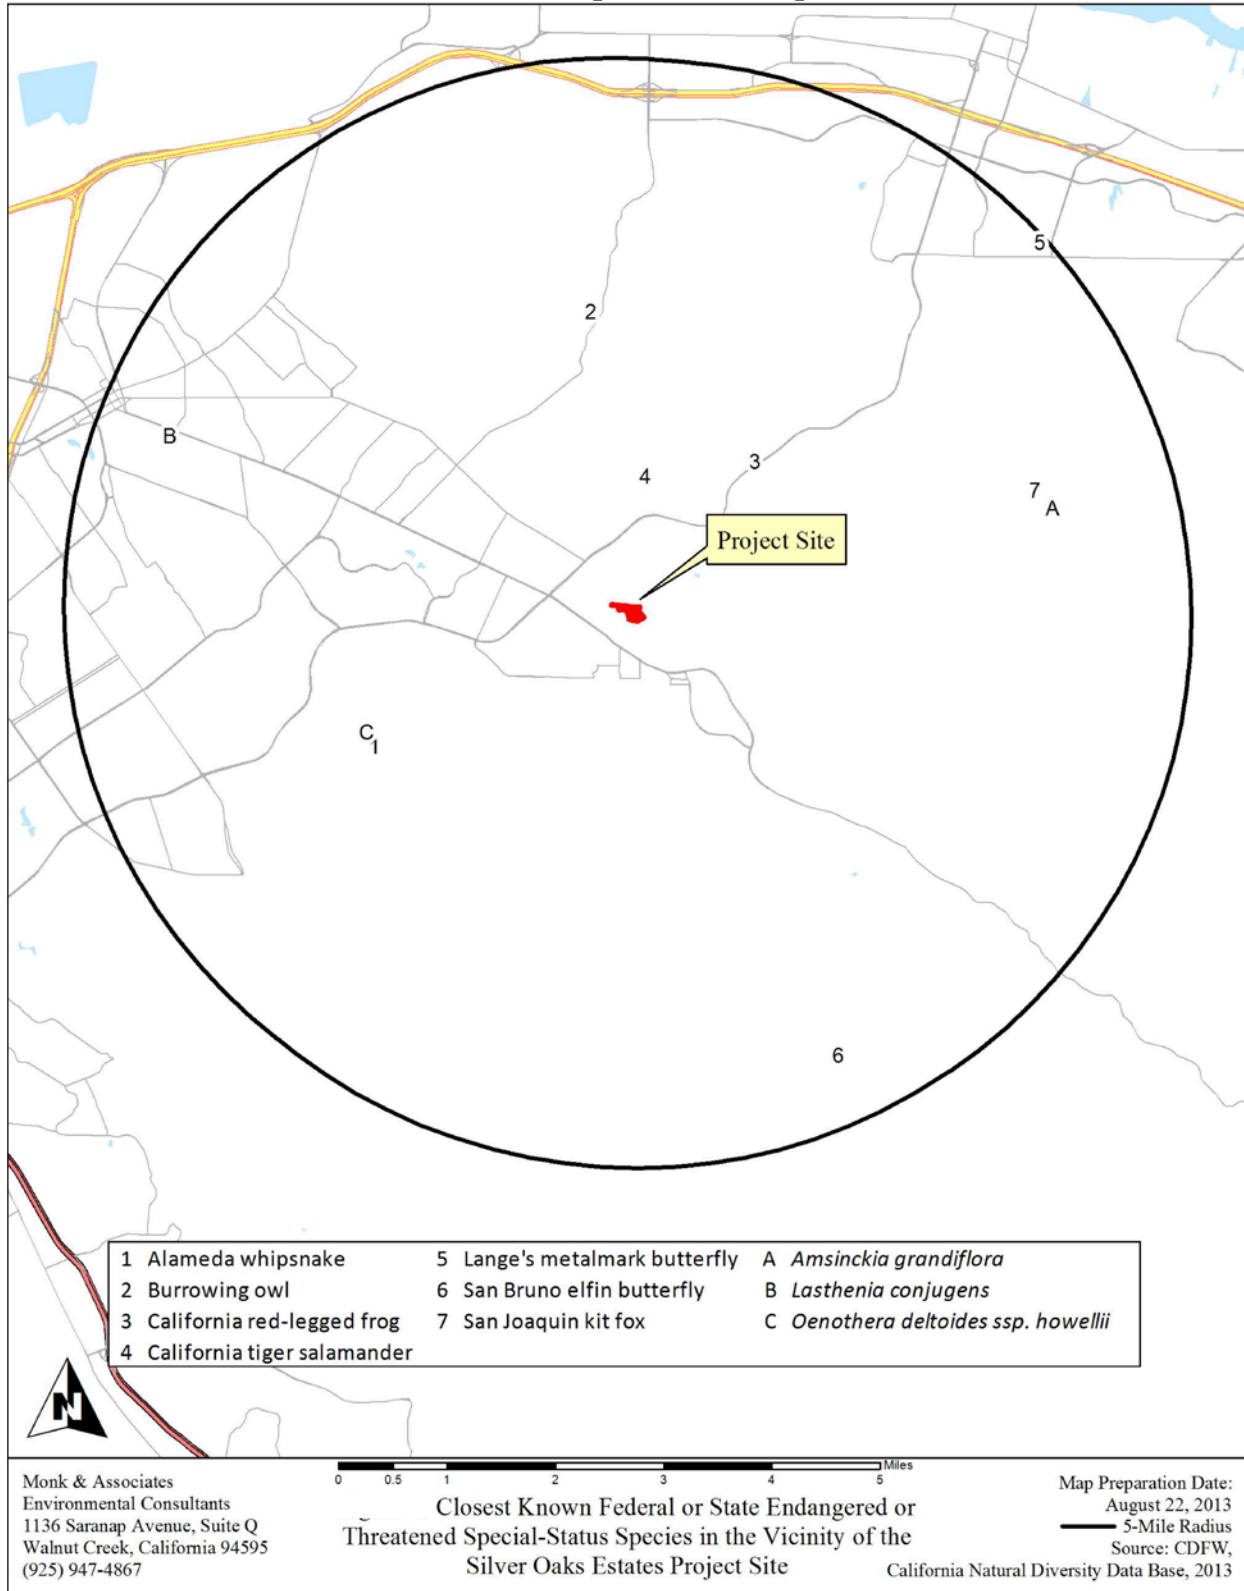 5
2
B
3
4
7
A
Project Site
C
1
6
1 Alameda whipsnake
2 Burrowing owl
3 California red-legged frog
4 California tiger salamander
5 Lange's metalmark butterfly
6 San Bruno elfin butterfly
7 San Joaquin kit fox
A Amsinckia grandiflora
B Lasthenia conjugens
C Oenothera deltoides ssp. howellii
N
Monk & Associates
Environmental Consultants
1136 Saranap Avenue, Suite Q
Walnut Creek, California 94595
(925) 947-4867
Miles
0 0.5 1 2 3 4 5
Closest Known Federal or State Endangered or
Threatened Special-Status Species in the Vicinity of the
Silver Oaks Estates Project Site
Map Preparation Date:
August 22, 2013
5-Mile Radius
Source: CDFW,
California Natural Diversity Data Base, 2013